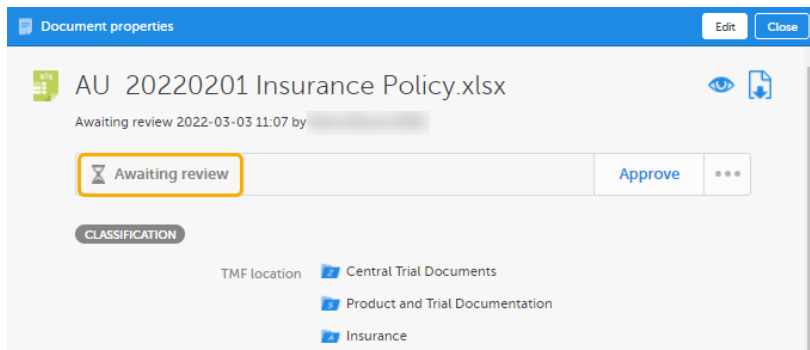 Document properties
Edit
Close
xls
AU 20220201 Insurance Policy.xlsx
Awaiting review 2022-03-03 11:07 by
Awaiting review
Approve
CLASSIFICATION
TMF location
Z Central Trial Documents
S Product and Trial Documentation
A Insurance